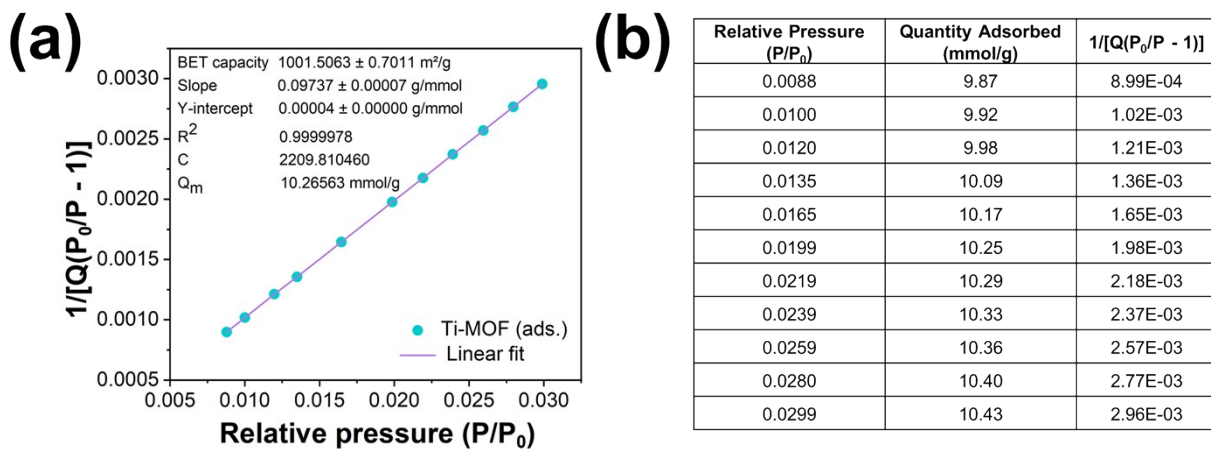 (a)
BET capacity 1001.5063 ± 0.7011 m²/g
Slope 0.09737 ± 0.00007 g/mmol
Y-intercept 0.00004 ± 0.00000 g/mmol
R² 0.9999978
C 2209.810460
Qm 10.26563 mmol/g
1/[Q(P₀/P - 1)]
0.0030
0.0025
0.0020
0.0015
0.0010
0.0005
Ti-MOF (ads.)
Linear fit
0.005 0.010 0.015 0.020 0.025 0.030
Relative pressure (P/P₀)
(b)
Relative Pressure (P/P₀) Quantity Adsorbed (mmol/g) 1/[Q(P₀/P - 1)]
0.0088 9.87 8.99E-04
0.0100 9.92 1.02E-03
0.0120 9.98 1.21E-03
0.0135 10.09 1.36E-03
0.0165 10.17 1.65E-03
0.0199 10.25 1.98E-03
0.0219 10.29 2.18E-03
0.0239 10.33 2.37E-03
0.0259 10.36 2.57E-03
0.0280 10.40 2.77E-03
0.0299 10.43 2.96E-03